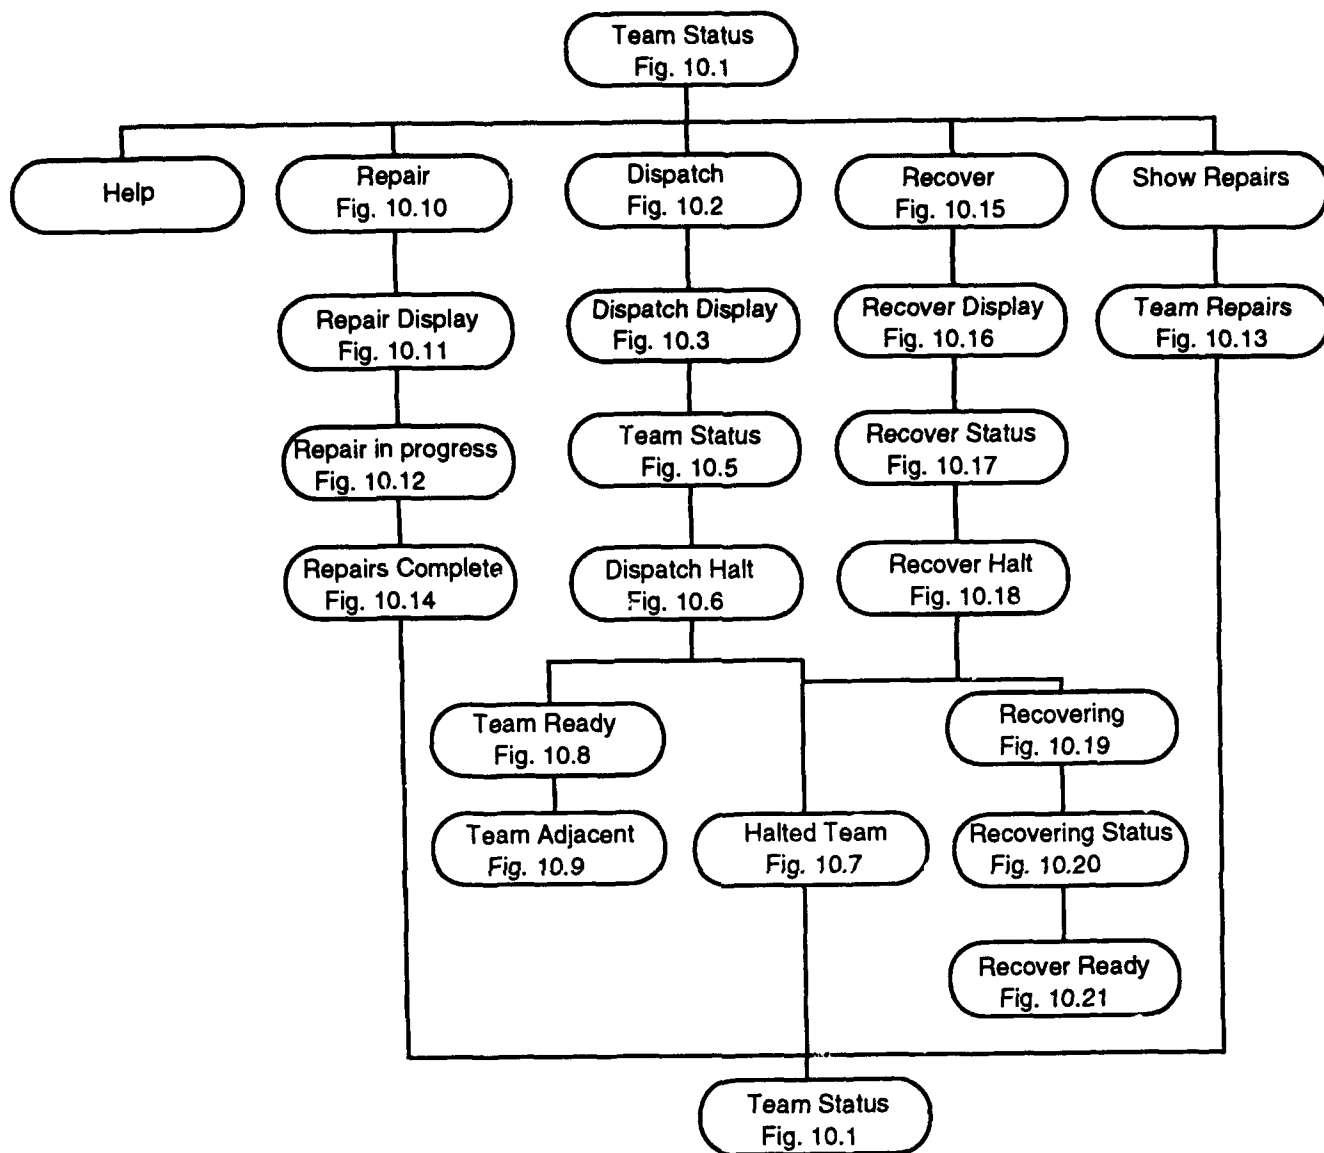 Team Status
Fig. 10.1
Help
Repair
Fig. 10.10
Dispatch
Fig. 10.2
Recover
Fig. 10.15
Show Repairs
Repair Display
Fig. 10.11
Dispatch Display
Fig. 10.3
Recover Display
Fig. 10.16
Team Repairs
Fig. 10.13
Repair in progress
Fig. 10.12
Team Status
Fig. 10.5
Recover Status
Fig. 10.17
Repairs Complete
Fig. 10.14
Dispatch Halt
Fig. 10.6
Recover Halt
Fig. 10.18
Team Ready
Fig. 10.8
Recovering
Fig. 10.19
Team Adjacent
Fig. 10.9
Halted Team
Fig. 10.7
Recovering Status
Fig. 10.20
Recover Ready
Fig. 10.21
Team Status
Fig. 10.1